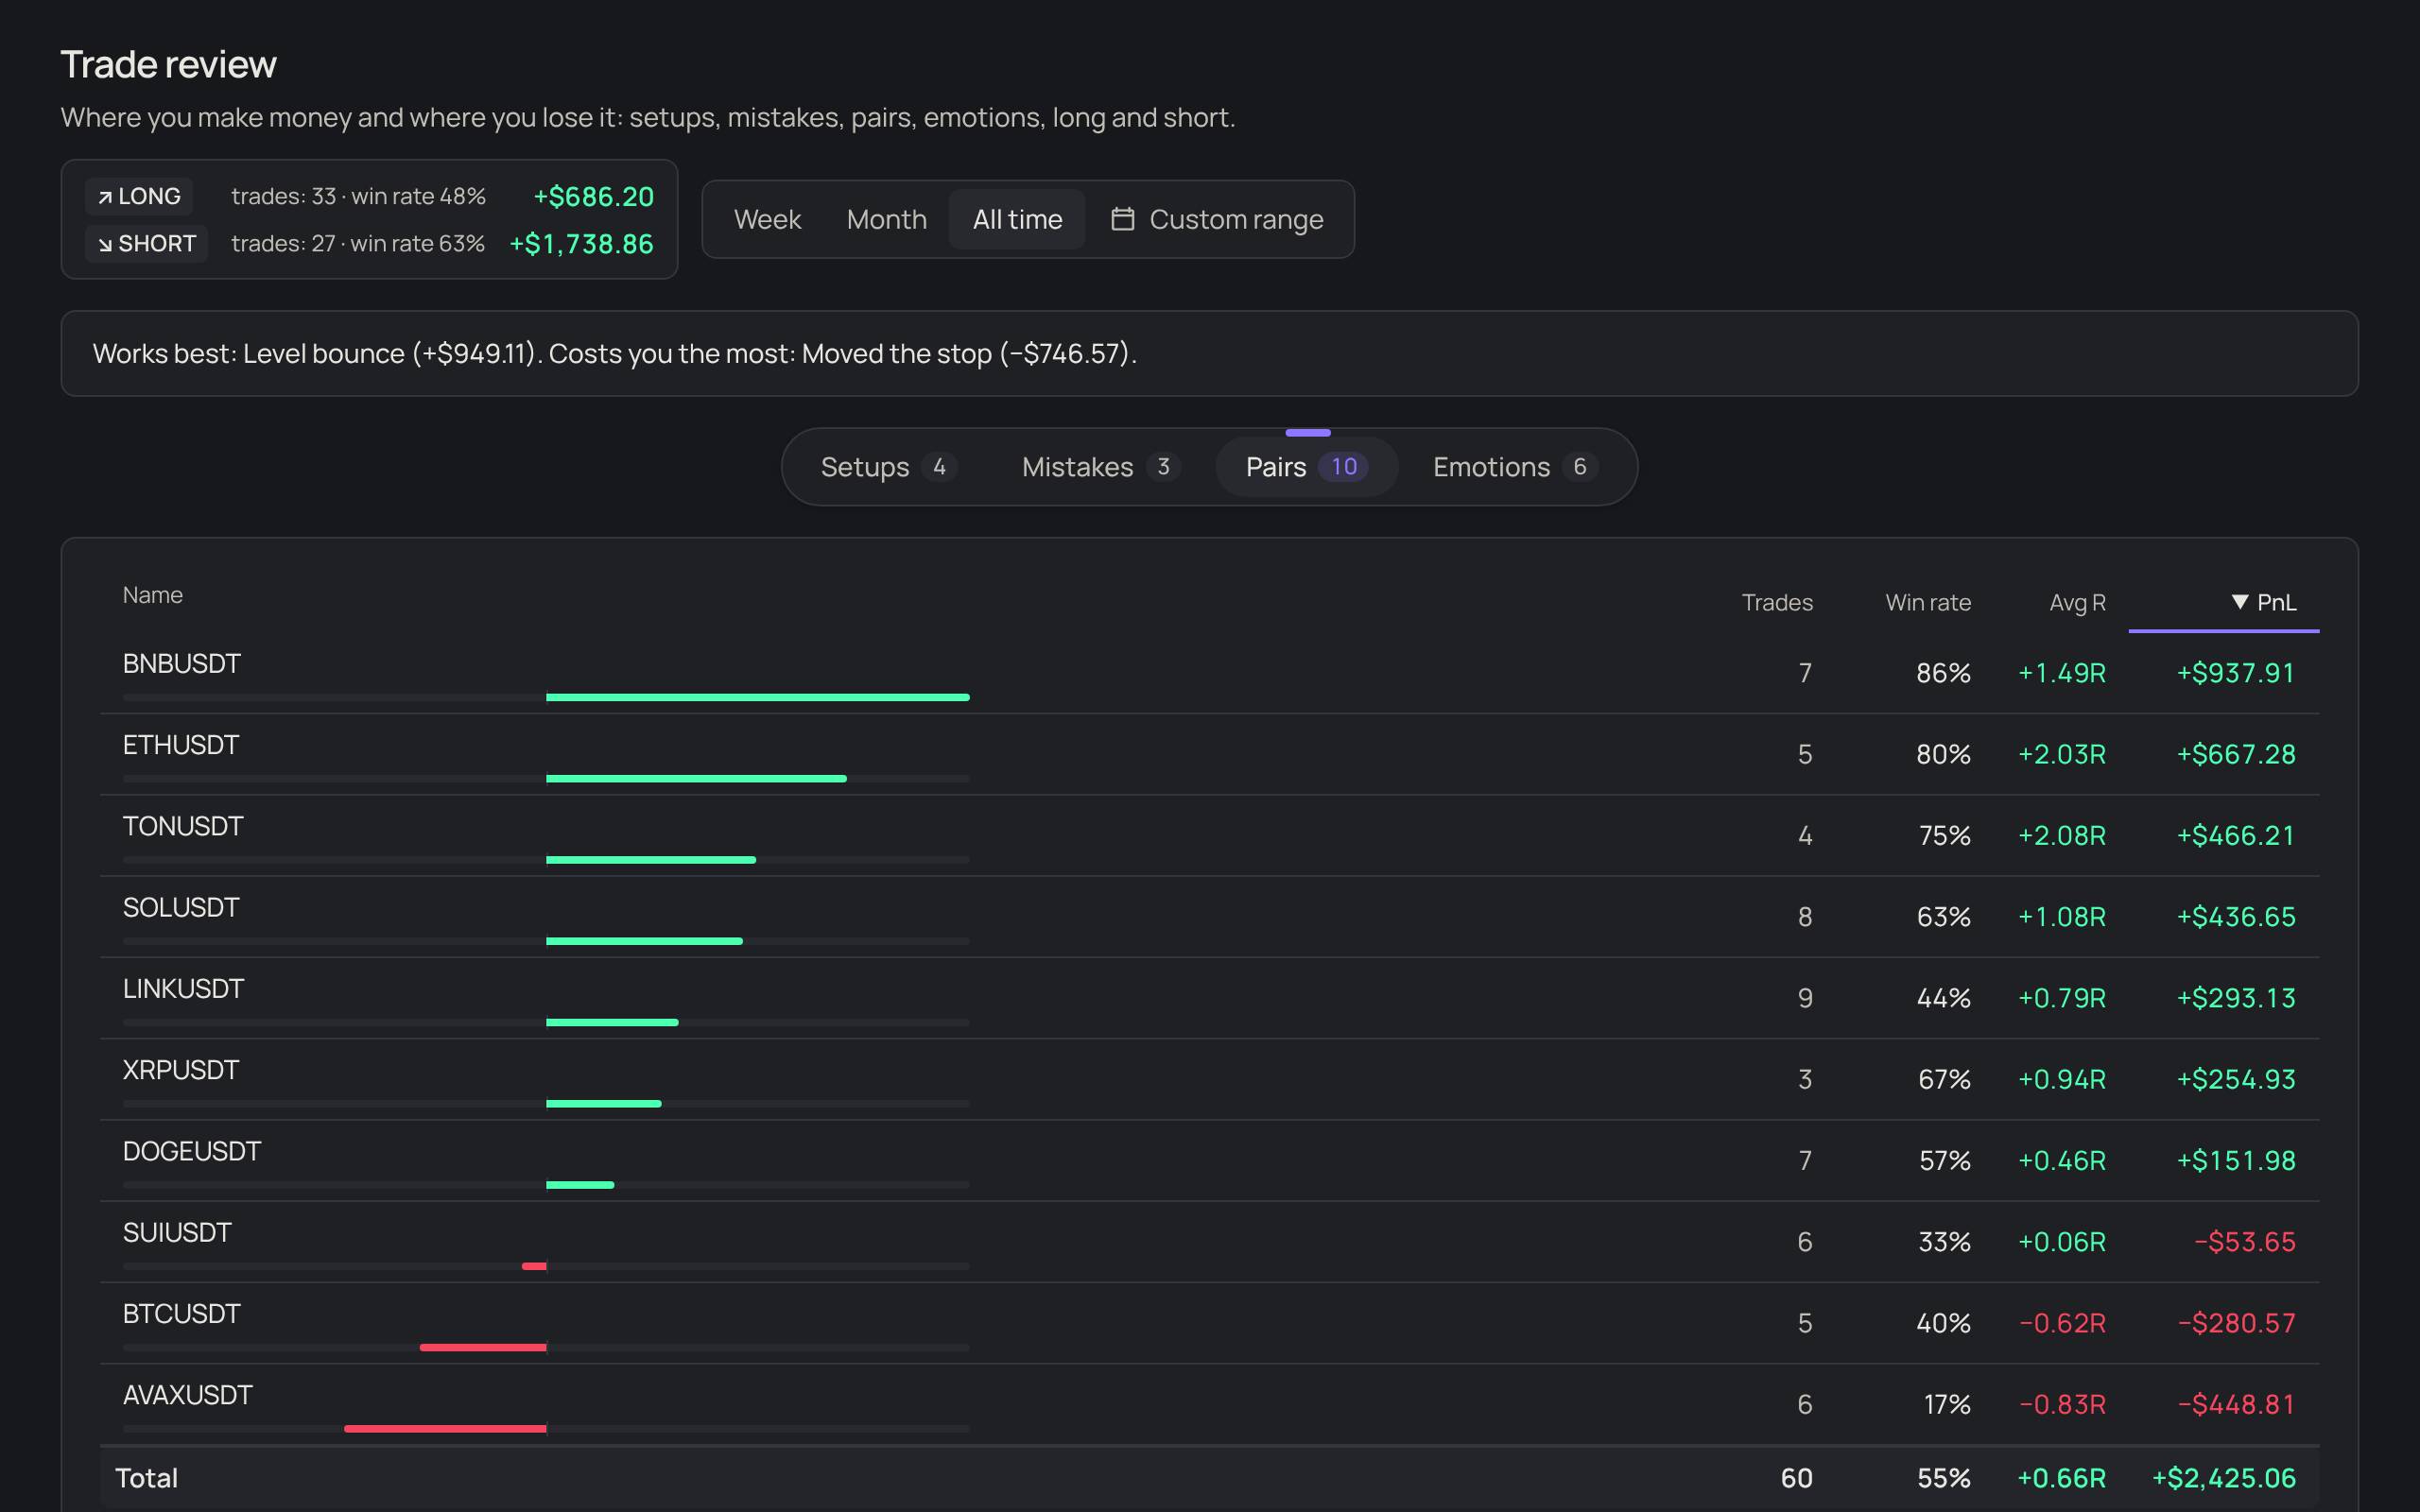 Trade review
Where you make money and where you lose it: setups, mistakes, pairs, emotions, long and short.
LONG trades: 33 · win rate 48% +$686.20
SHORT trades: 27 · win rate 63% +$1,738.86
Week Month All time Custom range
Works best: Level bounce (+$949.11). Costs you the most: Moved the stop (−$746.57).
Setups 4 Mistakes 3 Pairs 10 Emotions 6
Name Trades Win rate Avg R ▼ PnL
BNBUSDT 7 86% +1.49R +$937.91
ETHUSDT 5 80% +2.03R +$667.28
TONUSDT 4 75% +2.08R +$466.21
SOLUSDT 8 63% +1.08R +$436.65
LINKUSDT 9 44% +0.79R +$293.13
XRPUSDT 3 67% +0.94R +$254.93
DOGEUSDT 7 57% +0.46R +$151.98
SUIUSDT 6 33% +0.06R −$53.65
BTCUSDT 5 40% −0.62R −$280.57
AVAXUSDT 6 17% −0.83R −$448.81
Total 60 55% +0.66R +$2,425.06